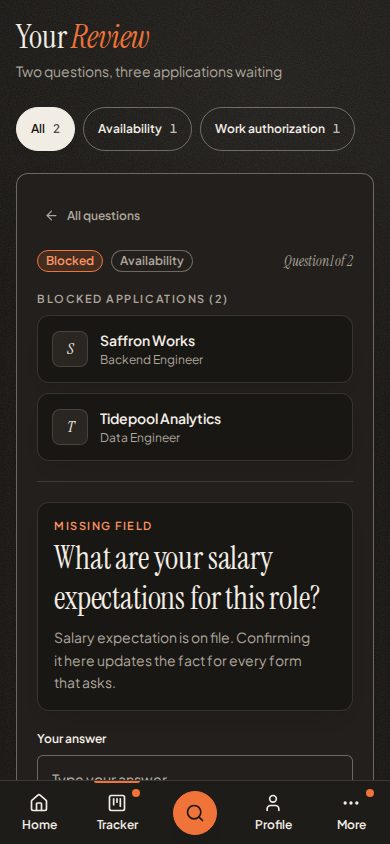 Your Review
Two questions, three applications waiting
All 2
Availability 1
Work authorization 1
← All questions
Blocked
Availability
Question 1 of 2
BLOCKED APPLICATIONS (2)
S
Saffron Works
Backend Engineer
T
Tidepool Analytics
Data Engineer
MISSING FIELD
What are your salary
expectations for this role?
Salary expectation is on file. Confirming
it here updates the fact for every form
that asks.
Your answer
Type your answer
Home
Tracker
Profile
More